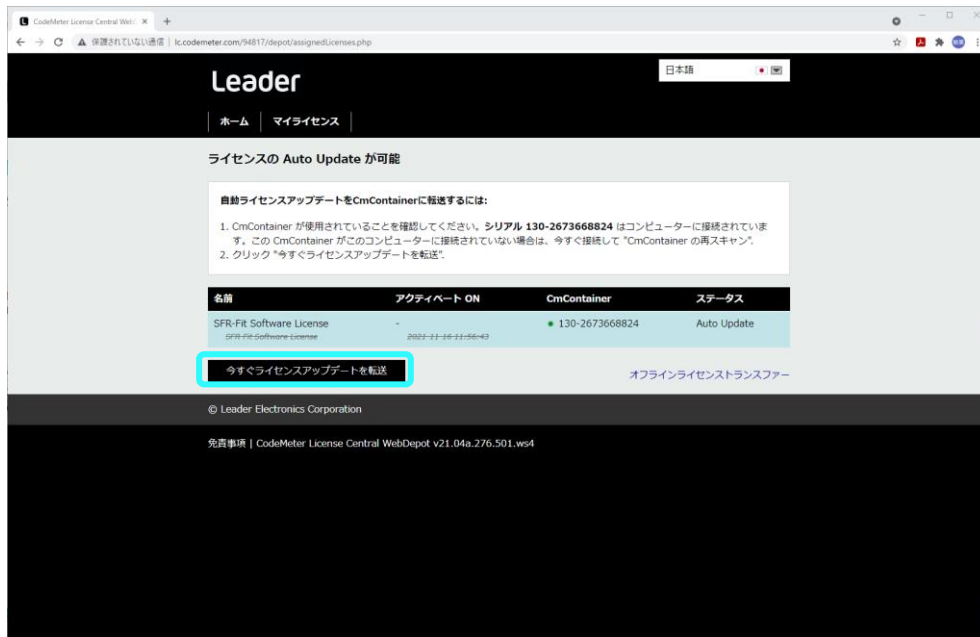 CodeMeter License Central Web
保護されていない通信 | lc.codemeter.com/94817/depot/assignedLicenses.php
Leader
日本語
ホーム
マイライセンス
ライセンスの Auto Update が可能
自動ライセンスアップデートをCmContainerに転送するには:
1. CmContainer が使用されていることを確認してください。シリアル 130-2673668824 はコンピューターに接続されていま
す。この CmContainer がこのコンピューターに接続されていない場合は、今すぐ接続して "CmContainer の再スキャン".
2. クリック "今すぐライセンスアップデートを転送".
名前 アクティベート ON CmContainer ステータス
SFR-Fit Software License - 130-2673668824 Auto Update
SFR-Fit Software License 2021-11-16 11:56:43
今すぐライセンスアップデートを転送
オフラインライセンストランスファー
© Leader Electronics Corporation
免責事項 | CodeMeter License Central WebDepot v21.04a.276.501.ws4